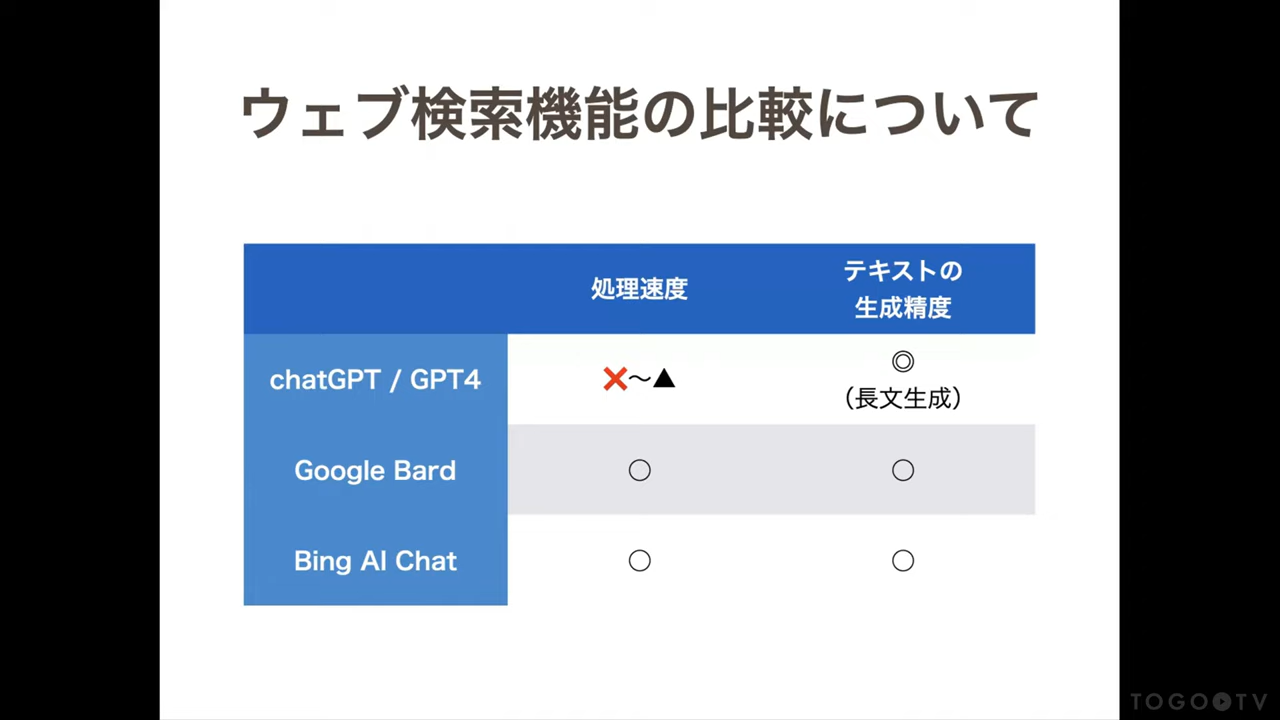 ウェブ検索機能の比較について
処理速度
テキストの
生成精度
chatGPT / GPT4
❌〜▲
◎
（長文生成）
Google Bard
○
○
Bing AI Chat
○
○
TOGO TV